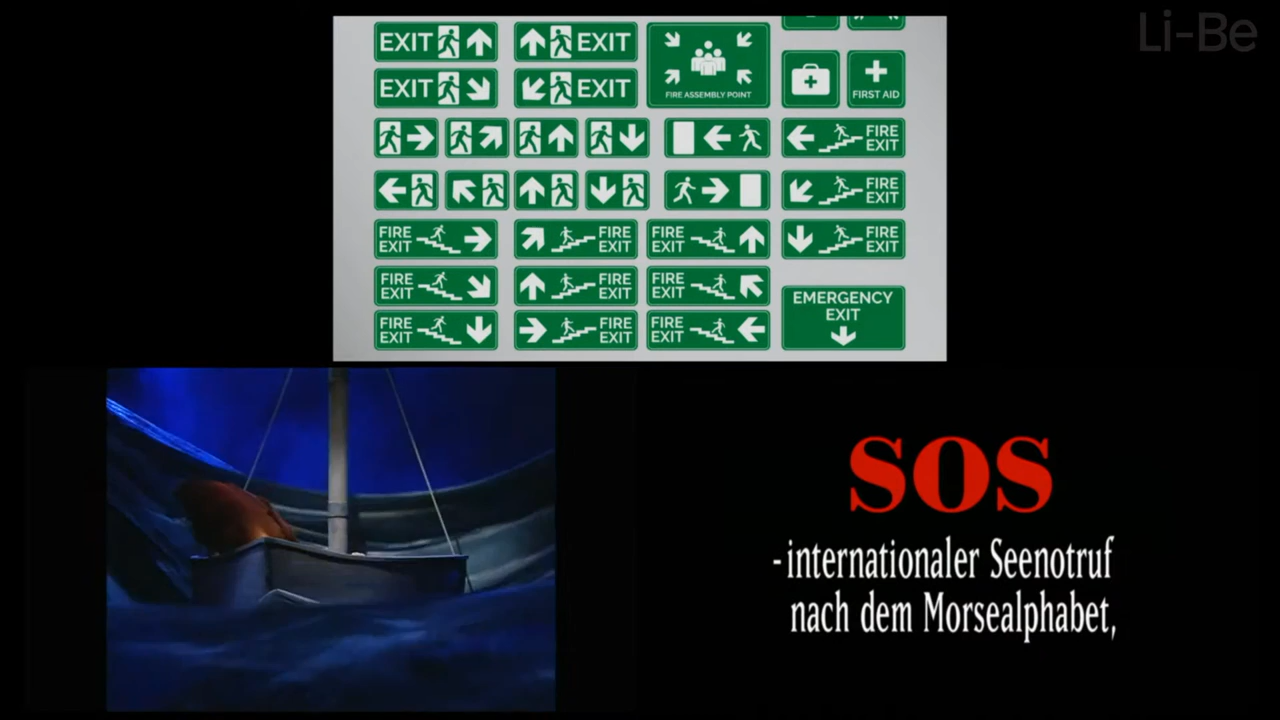 Li-Be
EXIT
EXIT
EXIT
EXIT
FIRE ASSEMBLY POINT
FIRST AID
FIRE
EXIT
FIRE
EXIT
FIRE
EXIT
FIRE
EXIT
FIRE
EXIT
FIRE
EXIT
FIRE
EXIT
FIRE
EXIT
FIRE
EXIT
FIRE
EXIT
FIRE
EXIT
FIRE
EXIT
EMERGENCY
EXIT
SOS
-internationaler Seenotruf
nach dem Morsealphabet,